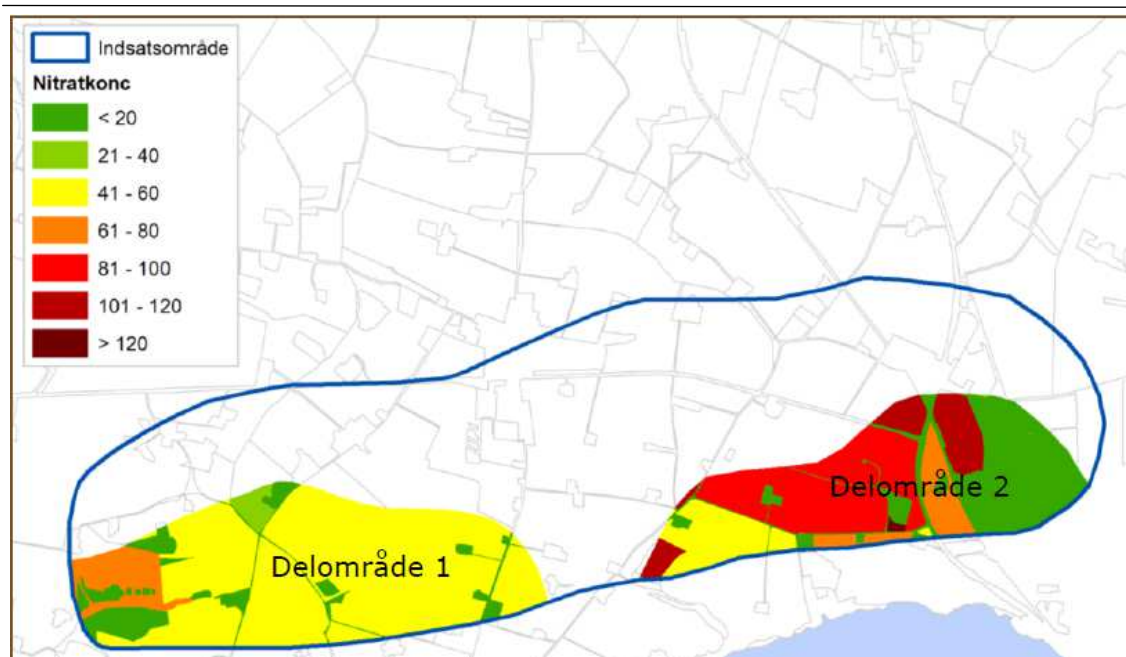 Indsatsområde
Nitratkonc
< 20
21 - 40
41 - 60
61 - 80
81 - 100
101 - 120
> 120
Delområde 2
Delområde 1